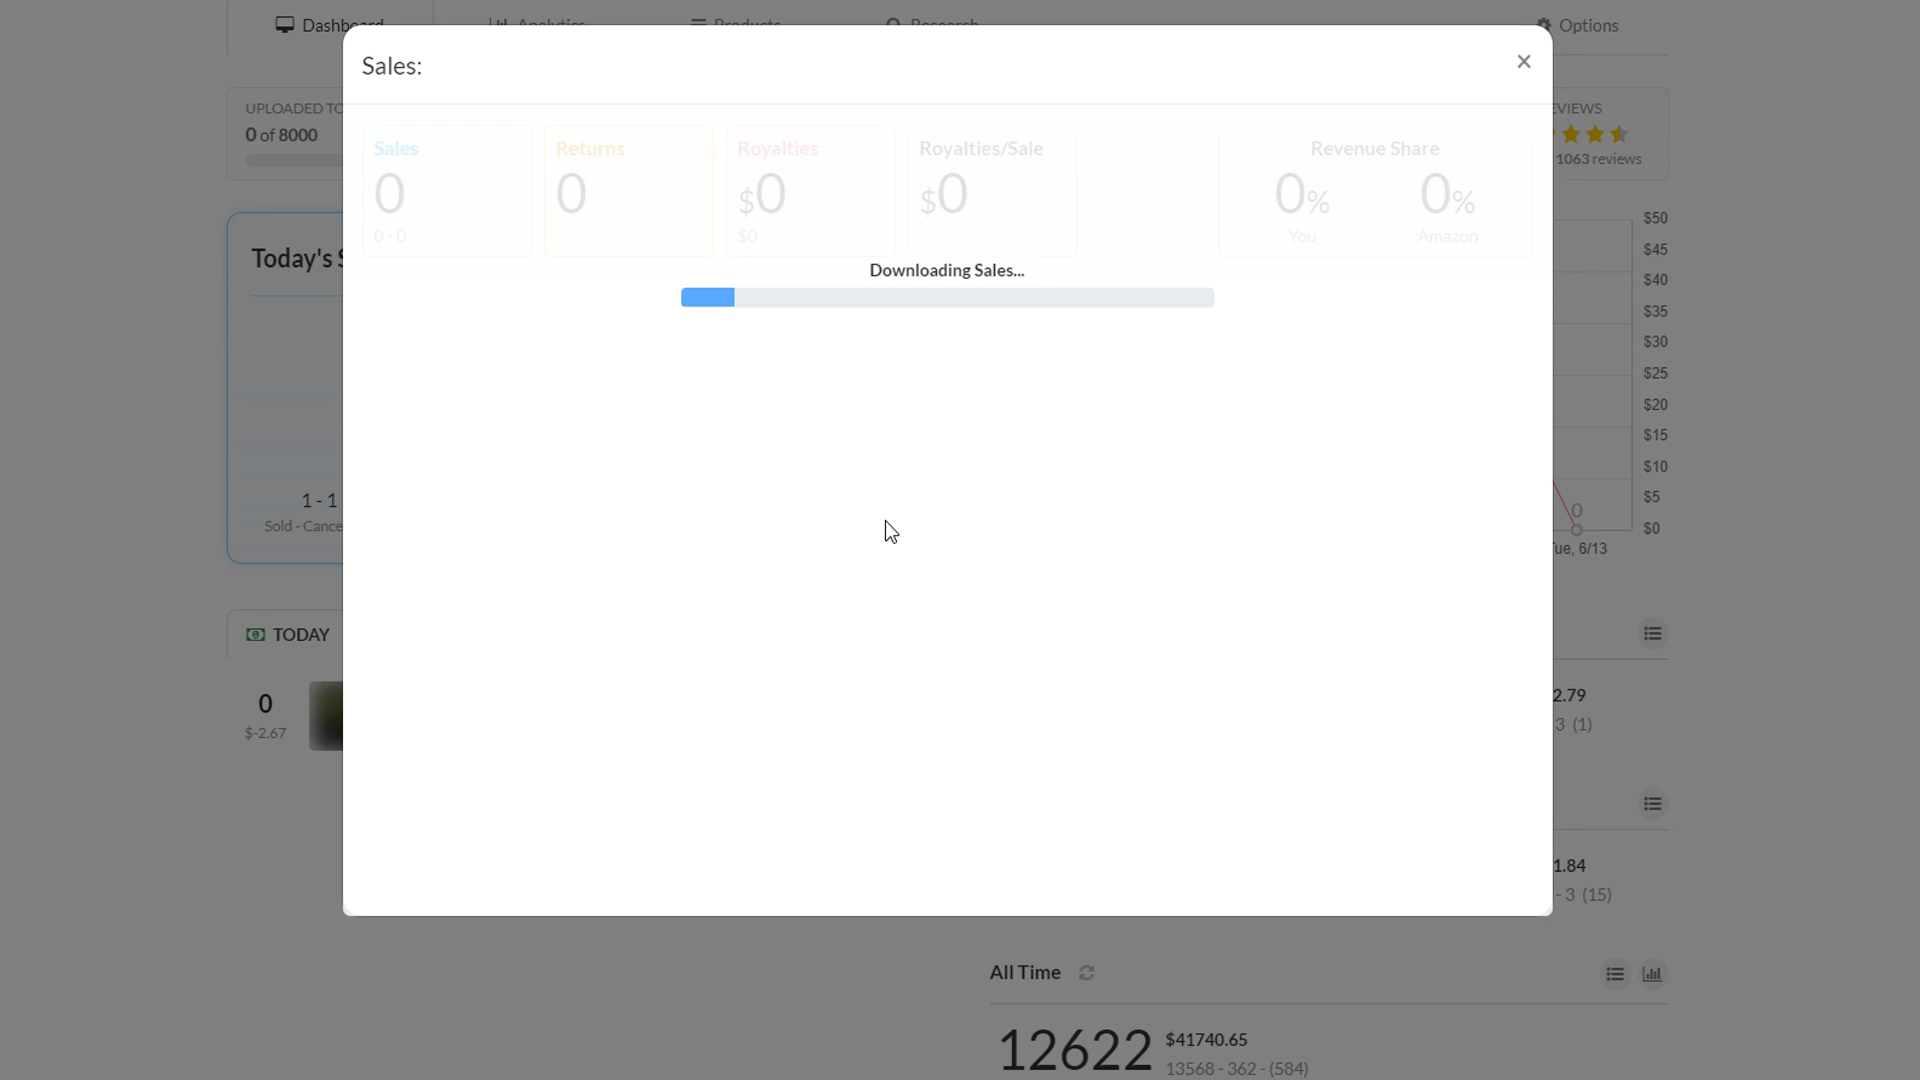 Dashboard Analytics Products Research Options
Sales: ×
UPLOADED TO
0 of 8000
EVIEWS
1063 reviews
Sales
0
0 - 0
Returns
0
Royalties
$0
$0
Royalties/Sale
$0
Revenue Share
0% 0%
You Amazon
Downloading Sales...
Today's S
1 - 1
Sold - Cance
$50
$45
$40
$35
$30
$25
$20
$15
$10
$5
$0
0
ue, 6/13
TODAY
0
$-2.67
2.79
3 (1)
1.84
- 3 (15)
All Time
12622 $41740.65
13568 - 362 - (584)